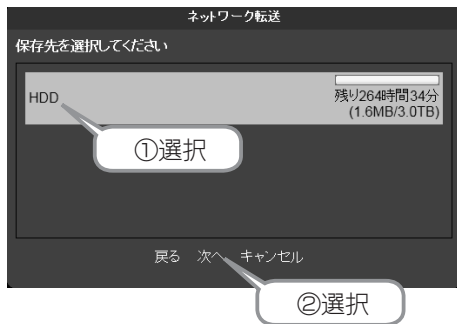 ネットワーク転送
保存先を選択してください
HDD
残り264時間34分
(1.6MB/3.0TB)
①選択
戻る 次へ キャンセル
②選択